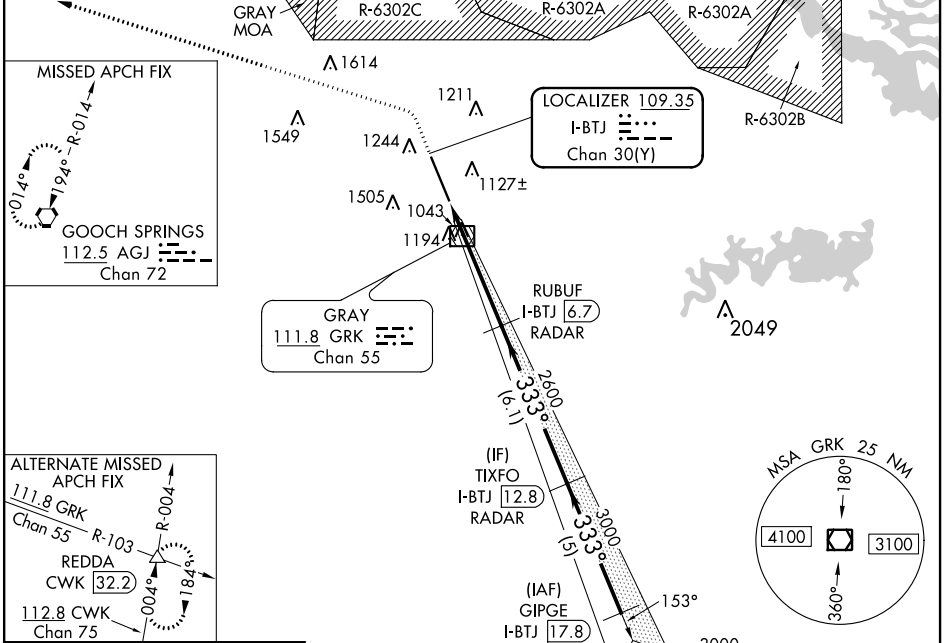 GRAY
MOA
R-6302C
R-6302A
R-6302A
R-6302B
MISSED APCH FIX
R-014
194°
014°
GOOCH SPRINGS
112.5 AGJ
Chan 72
1614
1549
1211
1244
1127±
1505
1043
1194
LOCALIZER 109.35
I-BTJ
Chan 30(Y)
GRAY
111.8 GRK
Chan 55
RUBUF
I-BTJ 6.7
RADAR
2049
2600
333°
(6.1)
(IF)
TIXFO
I-BTJ 12.8
RADAR
3000
333°
(5)
(IAF)
GIPGE
I-BTJ 17.8
153°
ALTERNATE MISSED
APCH FIX
111.8 GRK
Chan 55
R-103
R-004
REDDA
CWK 32.2
004°
184°
112.8 CWK
Chan 75
MSA GRK 25 NM
180°
4100
3100
360°